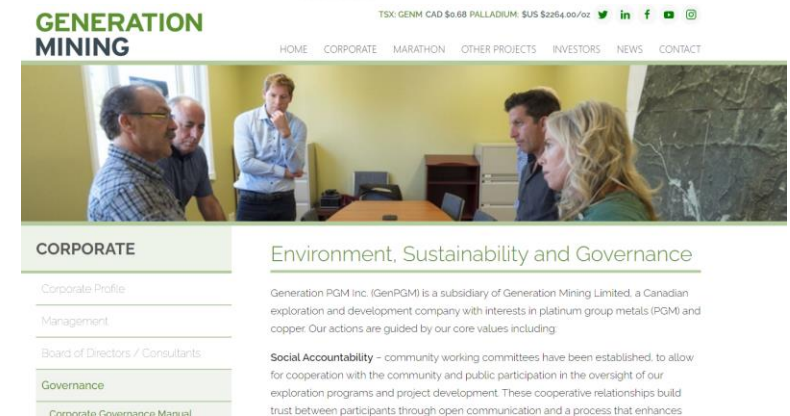 GENERATION
MINING
TSX: GENM CAD $0.68 PALLADIUM: $US $2264.00/oz
HOME CORPORATE MARATHON OTHER PROJECTS INVESTORS NEWS CONTACT
CORPORATE
Corporate Profile
Management
Board of Directors / Consultants
Governance
Corporate Governance Manual
Environment, Sustainability and Governance
Generation PGM Inc. (GenPGM) is a subsidiary of Generation Mining Limited, a Canadian
exploration and development company with interests in platinum group metals (PGM) and
copper. Our actions are guided by our core values including:
Social Accountability – community working committees have been established, to allow
for cooperation with the community and public participation in the oversight of our
exploration programs and project development. These cooperative relationships build
trust between participants through open communication and a process that enhances